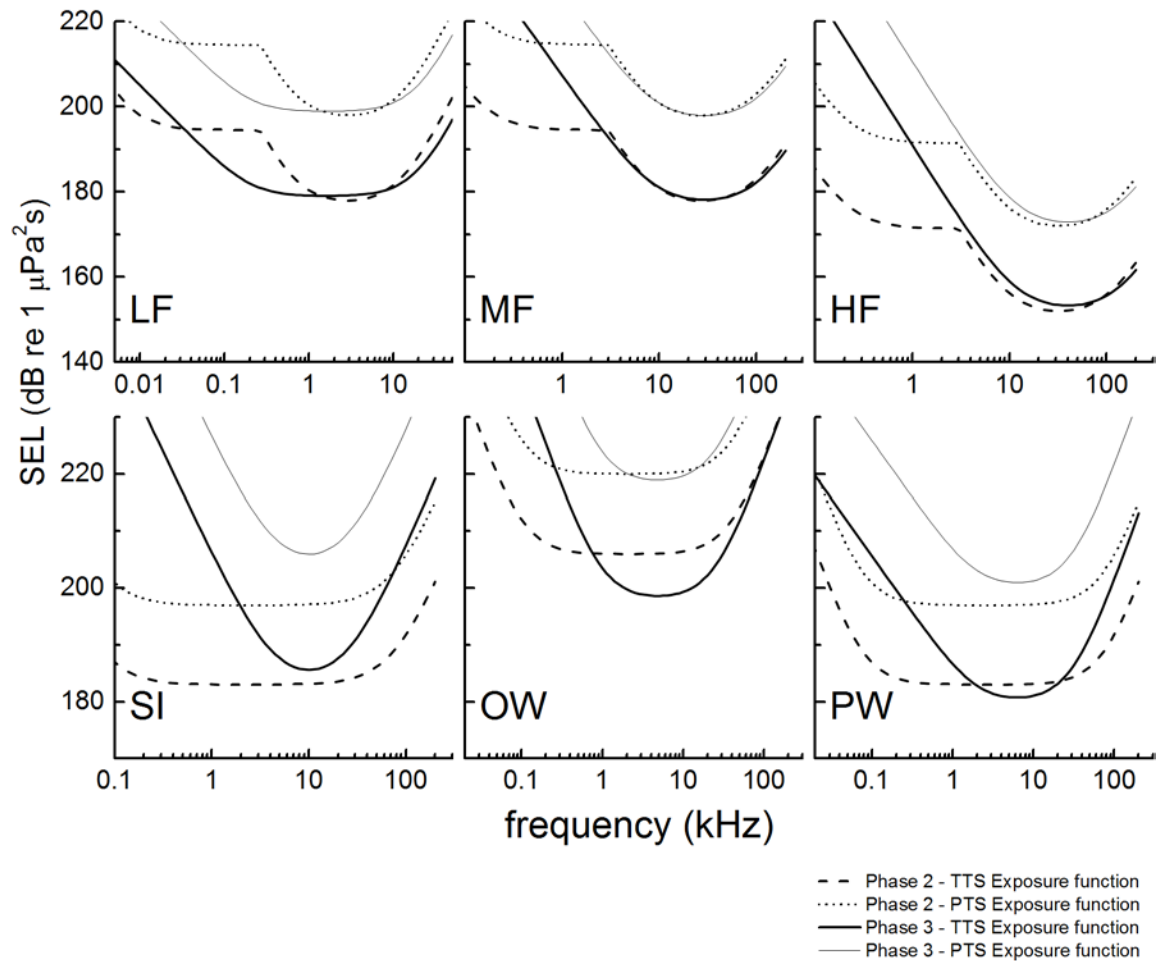 220
200
180
160
140
LF
MF
HF
0.01 0.1 1 10
1 10 100
1 10 100
SEL (dB re 1 μPa²s)
220
200
180
SI
OW
PW
0.1 1 10 100
0.1 1 10 100
0.1 1 10 100
frequency (kHz)
Phase 2 - TTS Exposure function
Phase 2 - PTS Exposure function
Phase 3 - TTS Exposure function
Phase 3 - PTS Exposure function